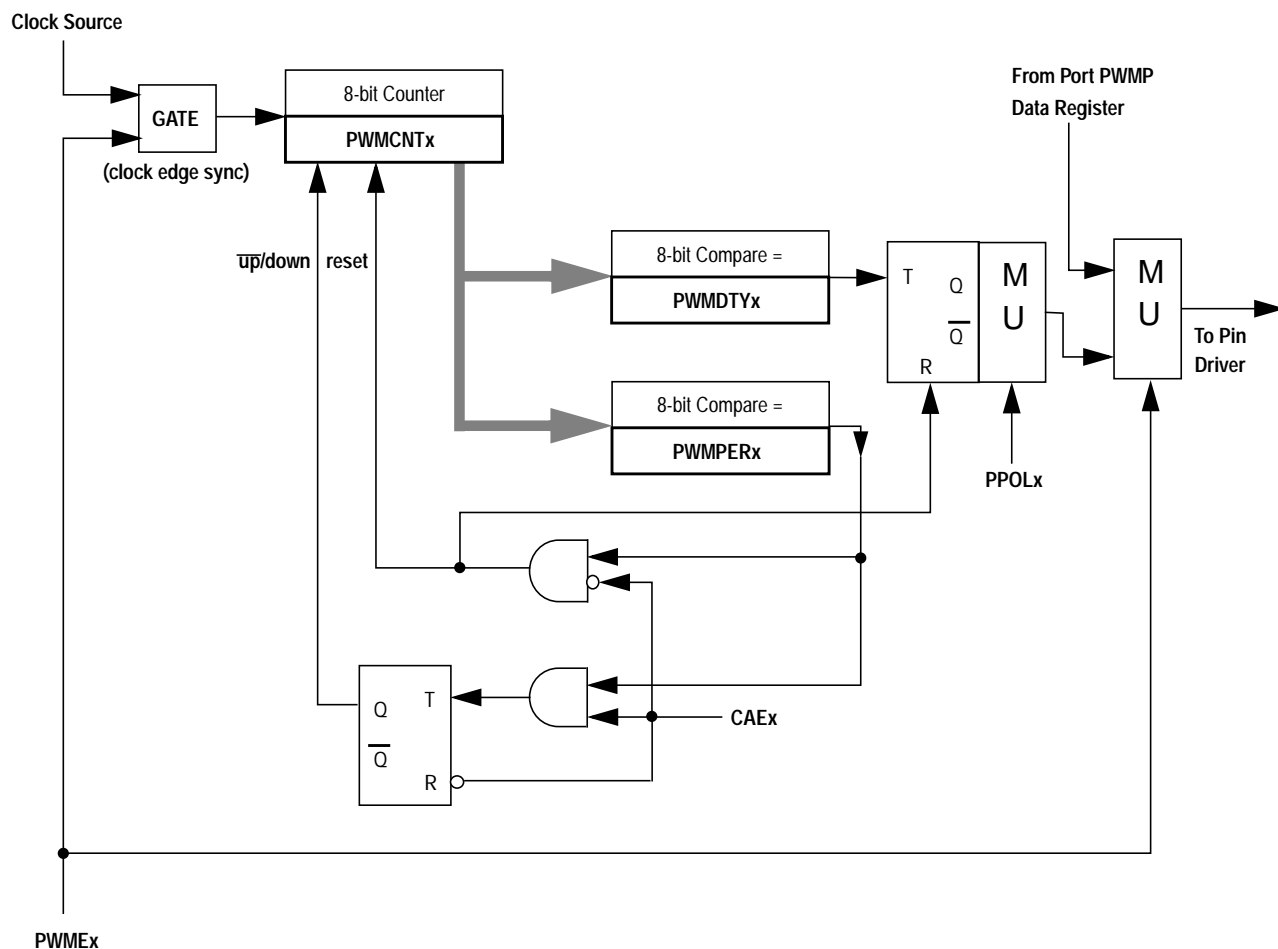 Clock Source
GATE
(clock edge sync)
8-bit Counter
PWMCNTx
From Port PWMP
Data Register
up/down
reset
8-bit Compare =
PWMDTYx
T
Q
Q
R
M
U
M
U
To Pin
Driver
8-bit Compare =
PWMPERx
PPOLx
Q
T
Q
R
CAEx
PWMEx